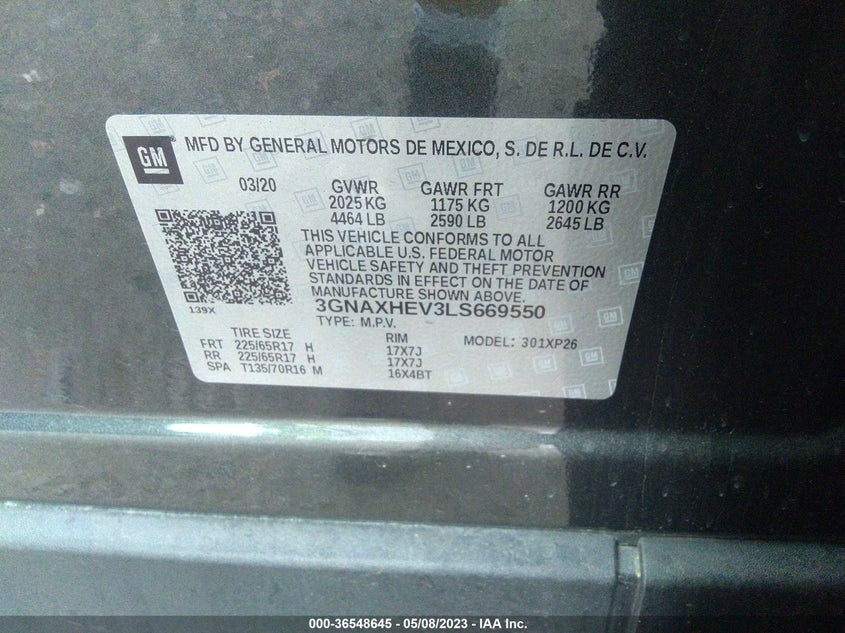 GM
MFD BY GENERAL MOTORS DE MEXICO, S. DE R.L. DE C.V.
03/20 GVWR GAWR FRT GAWR RR
2025 KG 1175 KG 1200 KG
4464 LB 2590 LB 2645 LB
THIS VEHICLE CONFORMS TO ALL
APPLICABLE U.S. FEDERAL MOTOR
VEHICLE SAFETY AND THEFT PREVENTION
STANDARDS IN EFFECT ON THE DATE OF
MANUFACTURE SHOWN ABOVE.
139X 3GNAXHEV3LS669550
TYPE: M.P.V.
TIRE SIZE RIM MODEL: 301XP26
FRT 225/65R17 H 17X7J
RR 225/65R17 H 17X7J
SPA T135/70R16 M 16X4BT
000-36548645 - 05/08/2023 - IAA Inc.